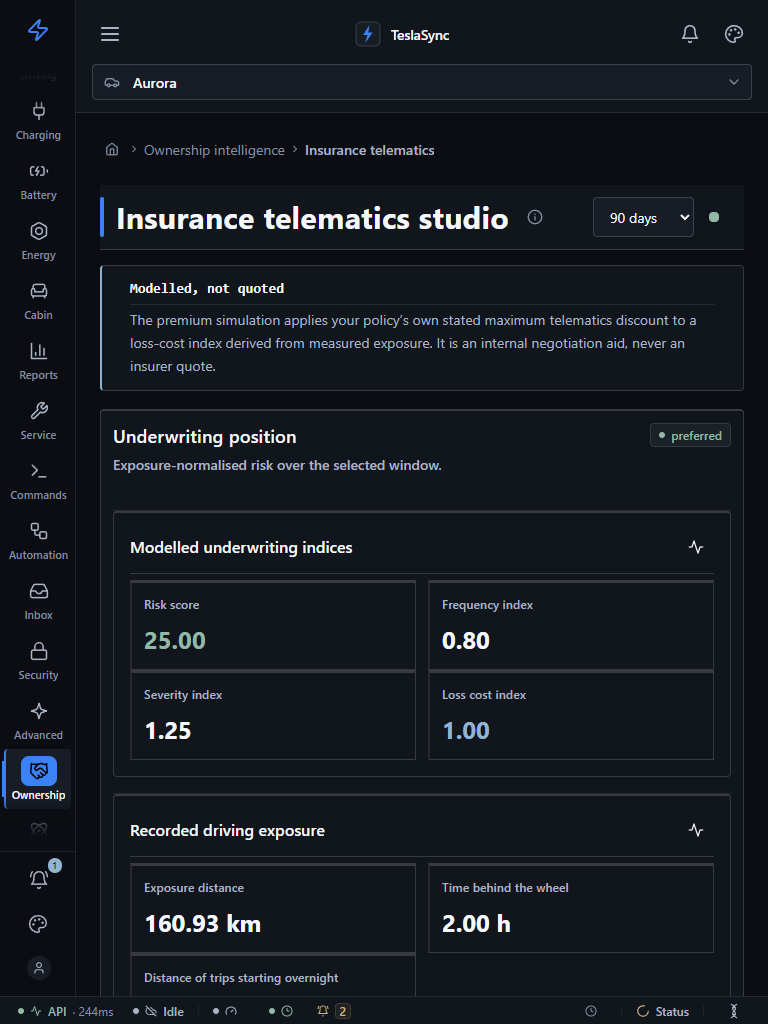 TeslaSync
Aurora
Driving
Charging
Battery
Energy
Cabin
Reports
Service
Commands
Automation
Inbox
Security
Advanced
Ownership
1
Ownership intelligence > Insurance telematics
Insurance telematics studio
90 days
Modelled, not quoted
The premium simulation applies your policy’s own stated maximum telematics discount to a
loss-cost index derived from measured exposure. It is an internal negotiation aid, never an
insurer quote.
Underwriting position
preferred
Exposure-normalised risk over the selected window.
Modelled underwriting indices
Risk score
25.00
Frequency index
0.80
Severity index
1.25
Loss cost index
1.00
Recorded driving exposure
Exposure distance
160.93 km
Time behind the wheel
2.00 h
Distance of trips starting overnight
API · 244ms
Idle
2
Status